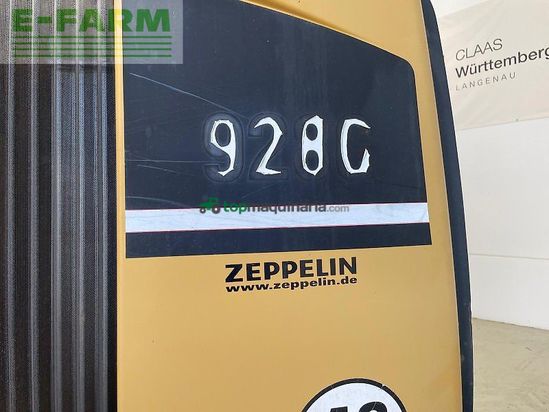 E-FARM
CLAAS
Württemberg
LANGENAU
928G
topmaquinaria.com
ZEPPELIN
www.zeppelin.de